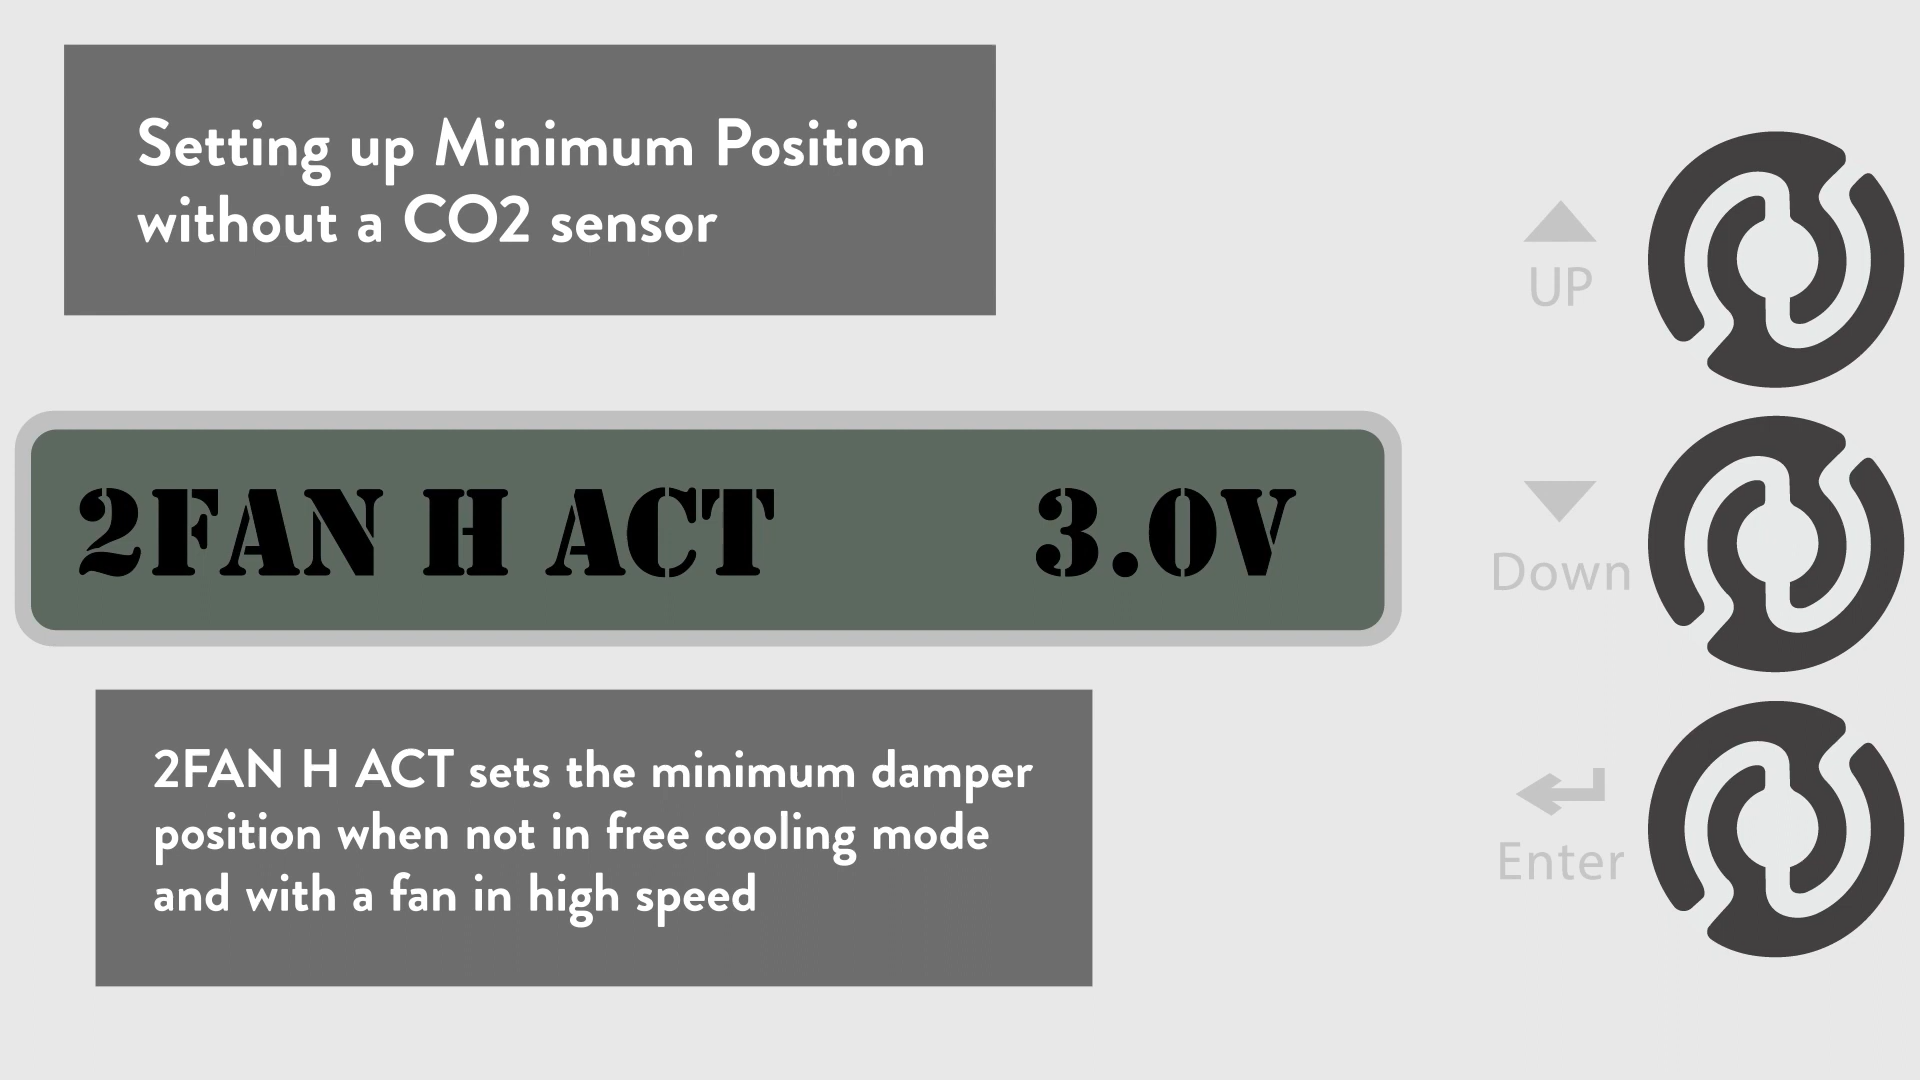 Setting up Minimum Position
without a CO2 sensor
UP
2FAN H ACT 3.0V
Down
2FAN H ACT sets the minimum damper
position when not in free cooling mode
and with a fan in high speed
Enter